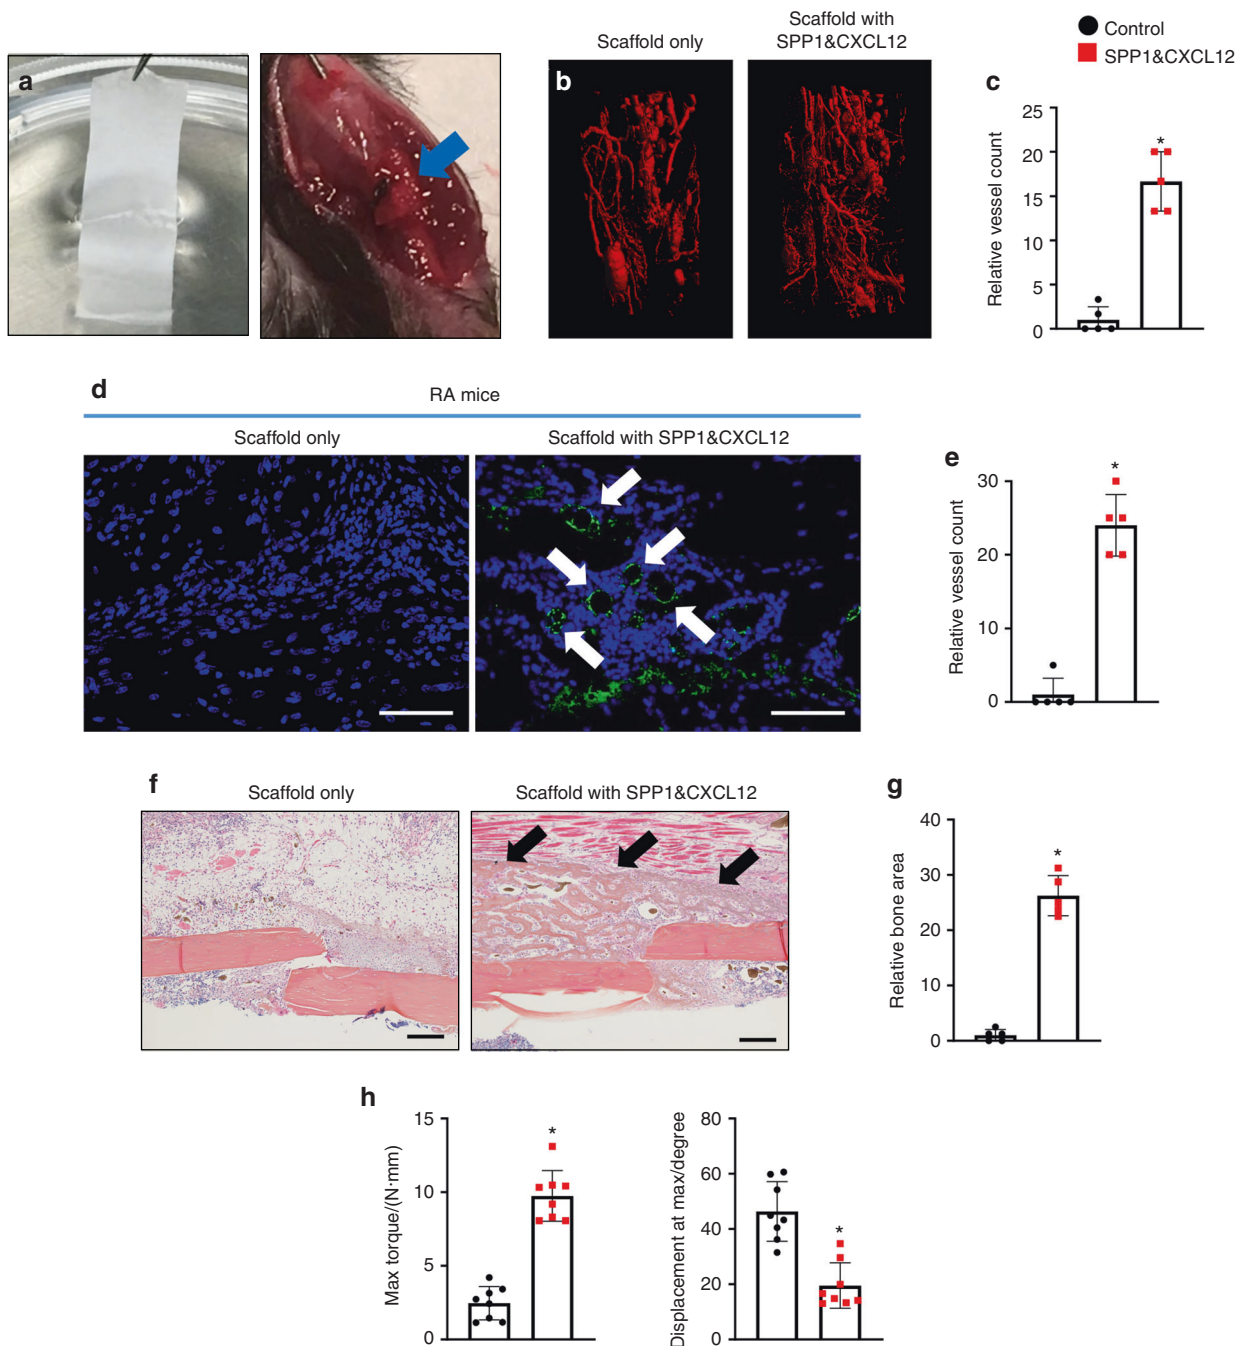 Control
SPP1&CXCL12
a
b
Scaffold only
Scaffold with
SPP1&CXCL12
c
Relative vessel count
25
20
15
10
5
0
*
d
RA mice
Scaffold only
Scaffold with SPP1&CXCL12
e
Relative vessel count
30
20
10
0
*
f
Scaffold only
Scaffold with SPP1&CXCL12
g
Relative bone area
40
30
20
10
0
*
h
Max torque/(N·mm)
15
10
5
0
*
Displacement at max/degree
80
60
40
20
0
*